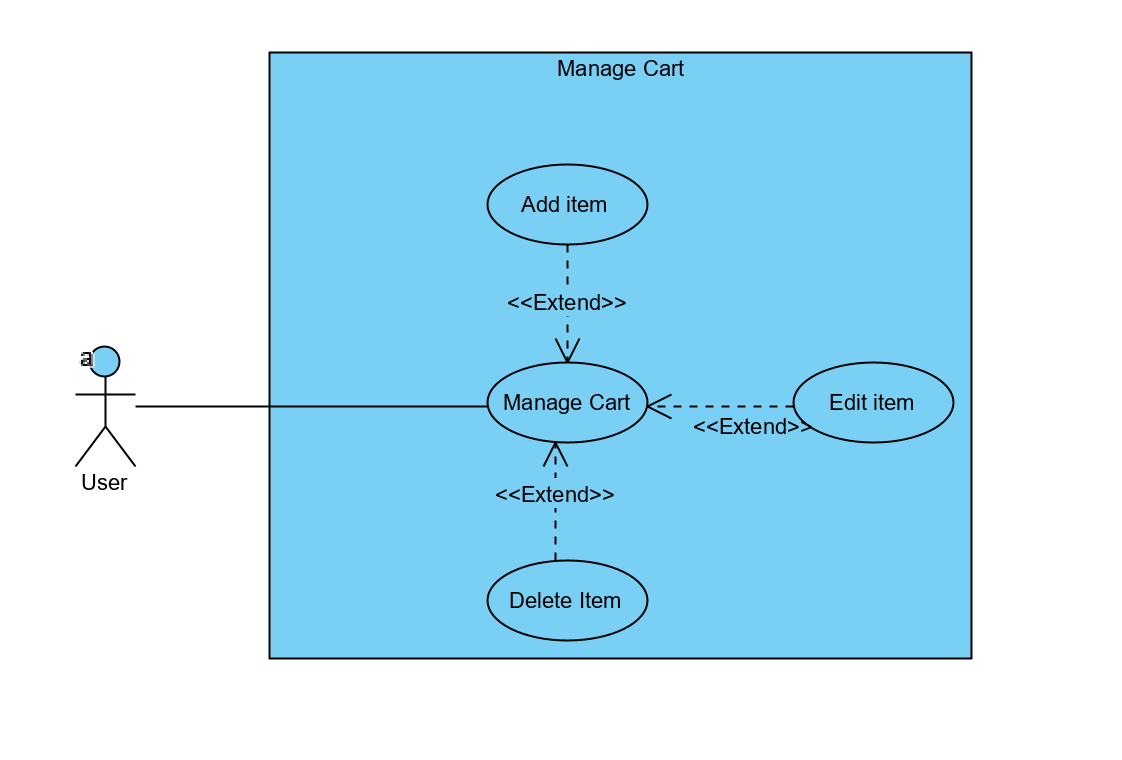 Manage Cart
Add item
<<Extend>>
a
Manage Cart
Edit item
<<Extend>>
User
<<Extend>>
Delete Item